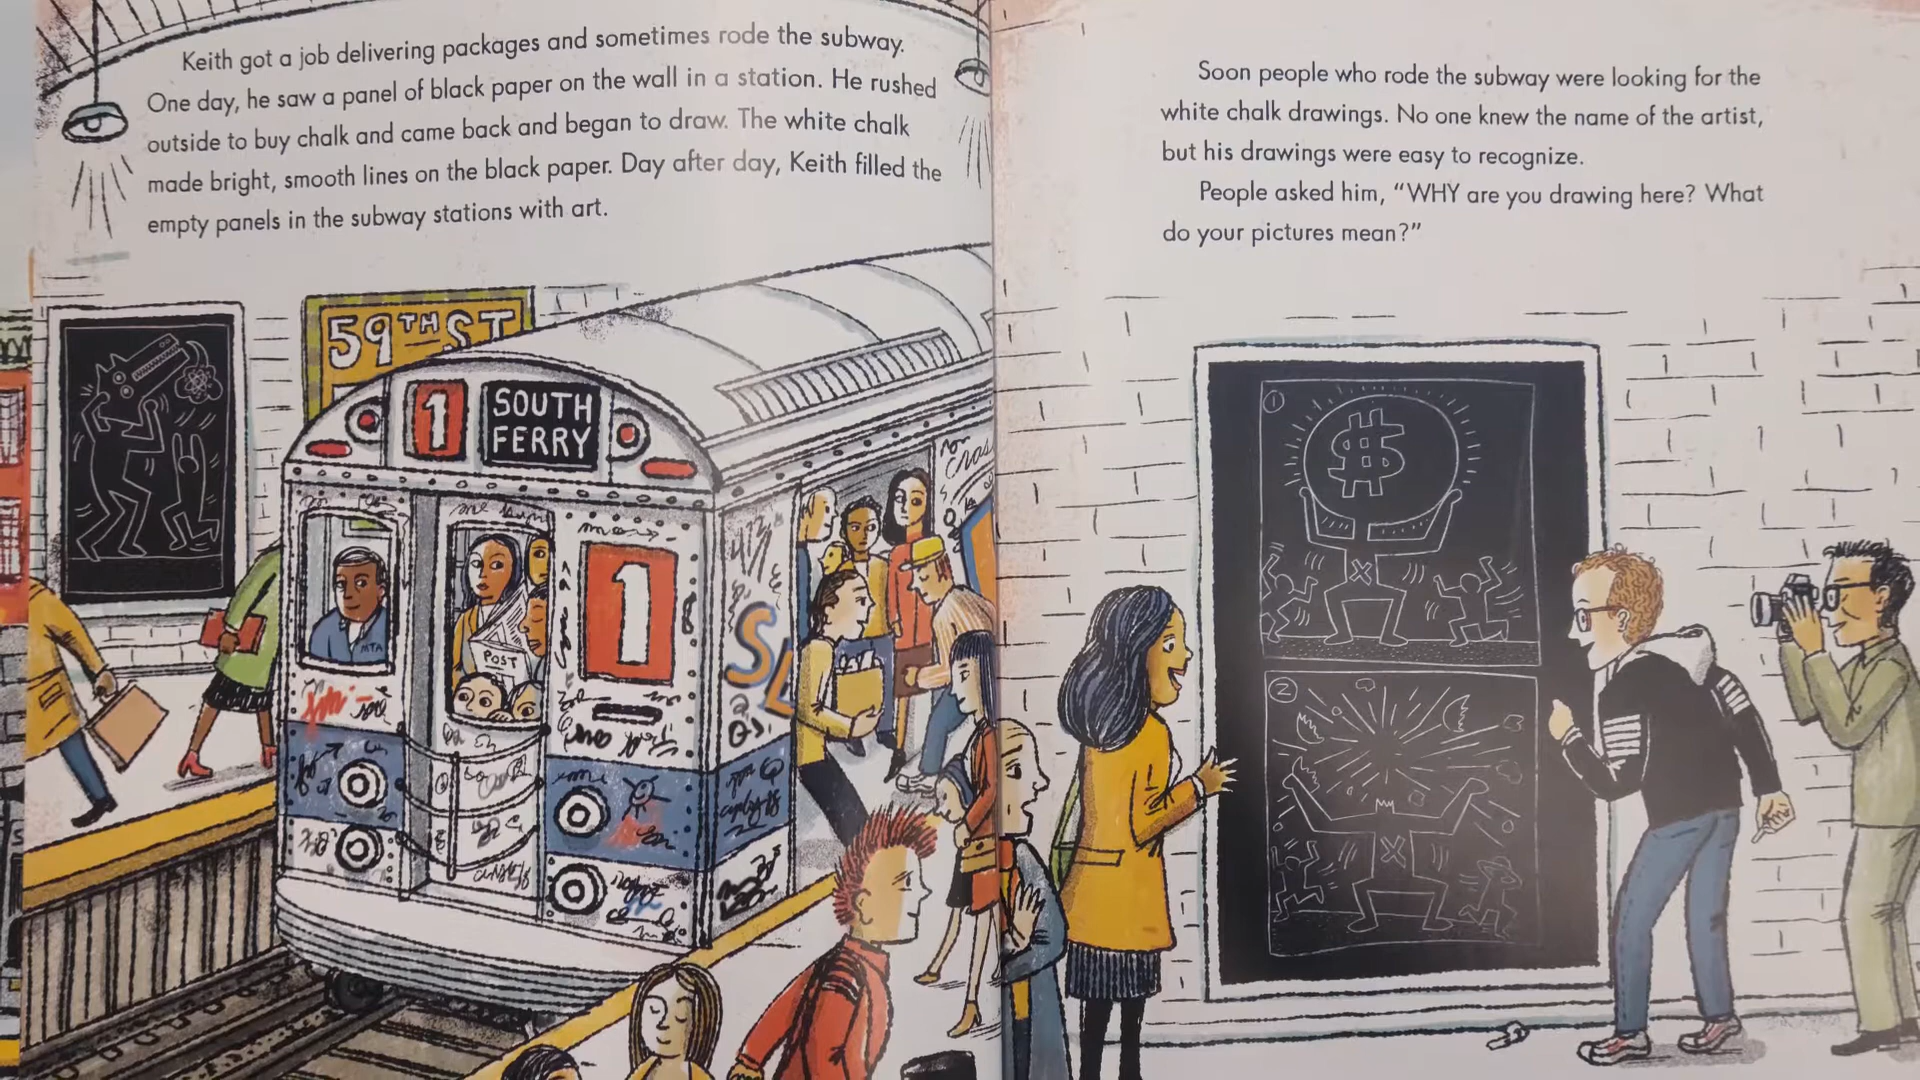 Keith got a job delivering packages and sometimes rode the subway.
One day, he saw a panel of black paper on the wall in a station. He rushed
outside to buy chalk and came back and began to draw. The white chalk
made bright, smooth lines on the black paper. Day after day, Keith filled the
empty panels in the subway stations with art.
59TH ST
1
SOUTH
FERRY
1
MTA
POST
SL
Soon people who rode the subway were looking for the
white chalk drawings. No one knew the name of the artist,
but his drawings were easy to recognize.
People asked him, “WHY are you drawing here? What
do your pictures mean?”
1
$
X
2
X